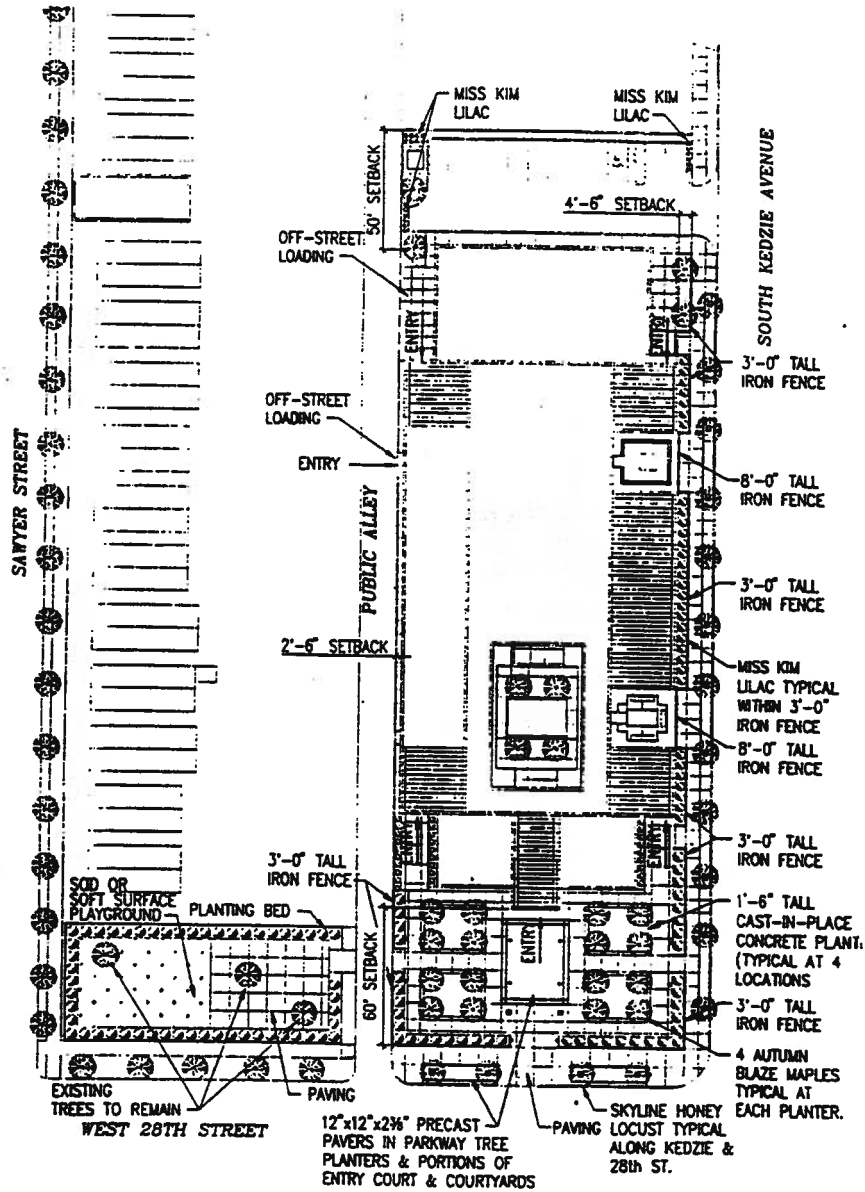 MISS KIM
LILAC
MISS KIM
LILAC
SOUTH KEDZIE AVENUE
50' SETBACK
4'-6" SETBACK
OFF-STREET
LOADING
ENTRY
ENTRY
3'-0" TALL
IRON FENCE
OFF-STREET
LOADING
ENTRY
8'-0" TALL
IRON FENCE
SAWYER STREET
PUBLIC ALLEY
3'-0" TALL
IRON FENCE
2'-6" SETBACK
MISS KIM
LILAC TYPICAL
WITHIN 3'-0"
IRON FENCE
8'-0" TALL
IRON FENCE
ENTRY
ENTRY
3'-0" TALL
IRON FENCE
3'-0" TALL
IRON FENCE
SOD OR
SOFT SURFACE
PLAYGROUND
PLANTING BED
1'-6" TALL
CAST-IN-PLACE
CONCRETE PLANT.
(TYPICAL AT 4
LOCATIONS
ENTRY
60' SETBACK
3'-0" TALL
IRON FENCE
4 AUTUMN
BLAZE MAPLES
TYPICAL AT
EACH PLANTER.
EXISTING
TREES TO REMAIN
PAVING
WEST 28TH STREET
12"x12"x2⅜" PRECAST
PAVERS IN PARKWAY TREE
PLANTERS & PORTIONS OF
ENTRY COURT & COURTYARDS
PAVING
SKYLINE HONEY
LOCUST TYPICAL
ALONG KEDZIE &
28th ST.